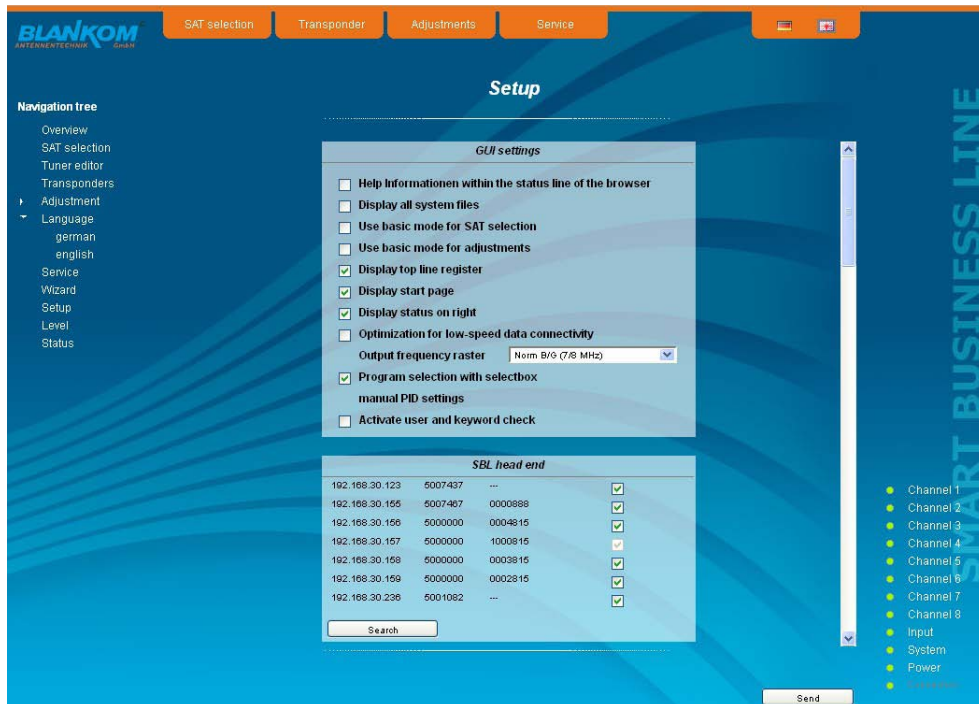 BLANKOM
ANTENNENTECHNIK GmbH
SAT selection
Transponder
Adjustments
Service
Setup
Navigation tree
Overview
SAT selection
Tuner editor
Transponders
Adjustment
Language
german
english
Service
Wizard
Setup
Level
Status
GUI settings
Help Informationen within the status line of the browser
Display all system files
Use basic mode for SAT selection
Use basic mode for adjustments
Display top line register
Display start page
Display status on right
Optimization for low-speed data connectivity
Output frequency raster Norm B/G (7/8 MHz)
Program selection with selectbox
manual PID settings
Activate user and keyword check
SBL head end
192.168.30.123 5007437 ---
192.168.30.155 5007467 0000888
192.168.30.156 5000000 0004815
192.168.30.157 5000000 1000815
192.168.30.158 5000000 0003815
192.168.30.159 5000000 0002815
192.168.30.236 5001082 ---
Search
Send
Channel 1
Channel 2
Channel 3
Channel 4
Channel 5
Channel 6
Channel 7
Channel 8
Input
System
Power
SMART BUSINESS LINE